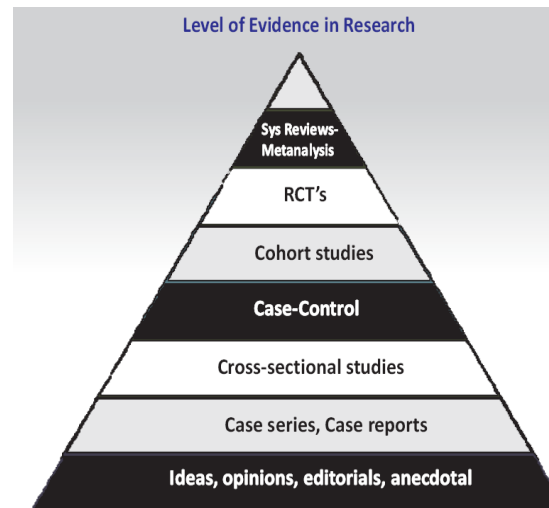 Level of Evidence in Research
Sys Reviews-
Metanalysis
RCT's
Cohort studies
Case-Control
Cross-sectional studies
Case series, Case reports
Ideas, opinions, editorials, anecdotal